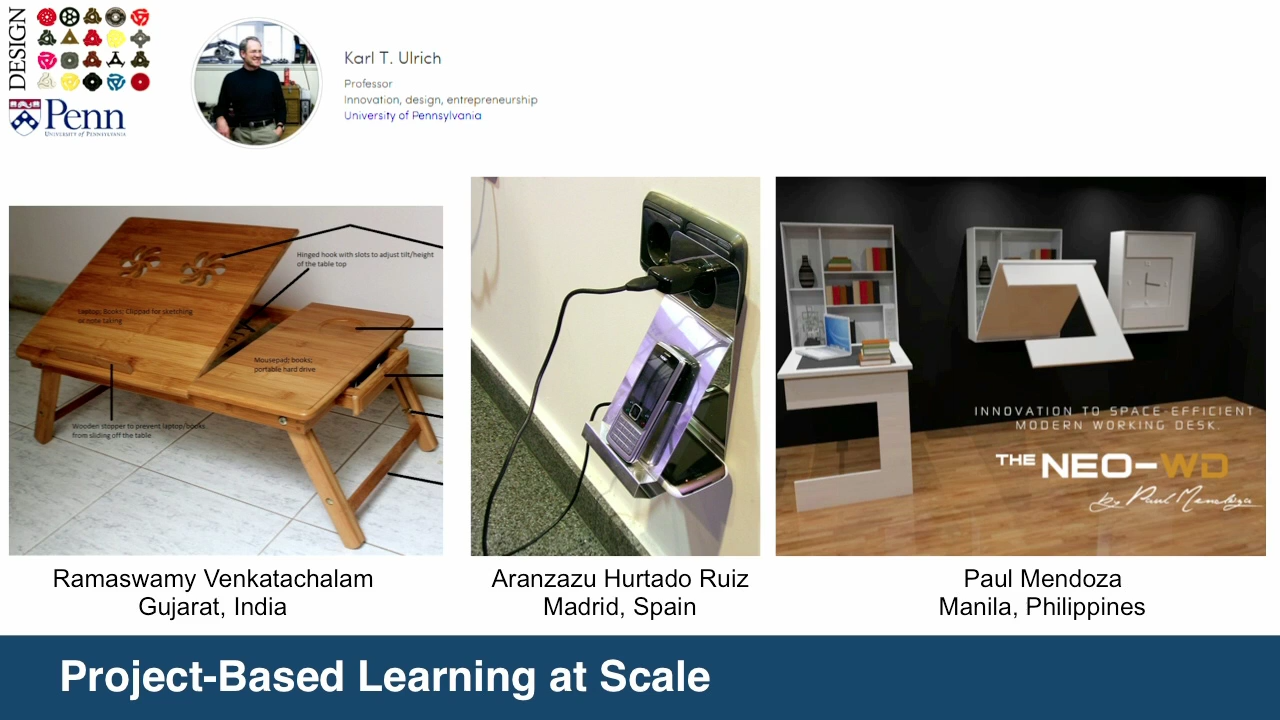 DESIGN
Penn
UNIVERSITY of PENNSYLVANIA
Karl T. Ulrich
Professor
Innovation, design, entrepreneurship
University of Pennsylvania
Hinged hook with slots to adjust tilt/height
of the table top
Laptop; Books; Clippad for sketching
or note taking
Mousepad; books;
portable hard drive
Wooden stopper to prevent laptop/books
from sliding off the table
INNOVATION TO SPACE EFFICIENT
MODERN WORKING DESK.
THE NEO-WD
by Paul Mendoza
Ramaswamy Venkatachalam
Gujarat, India
Aranzazu Hurtado Ruiz
Madrid, Spain
Paul Mendoza
Manila, Philippines
Project-Based Learning at Scale